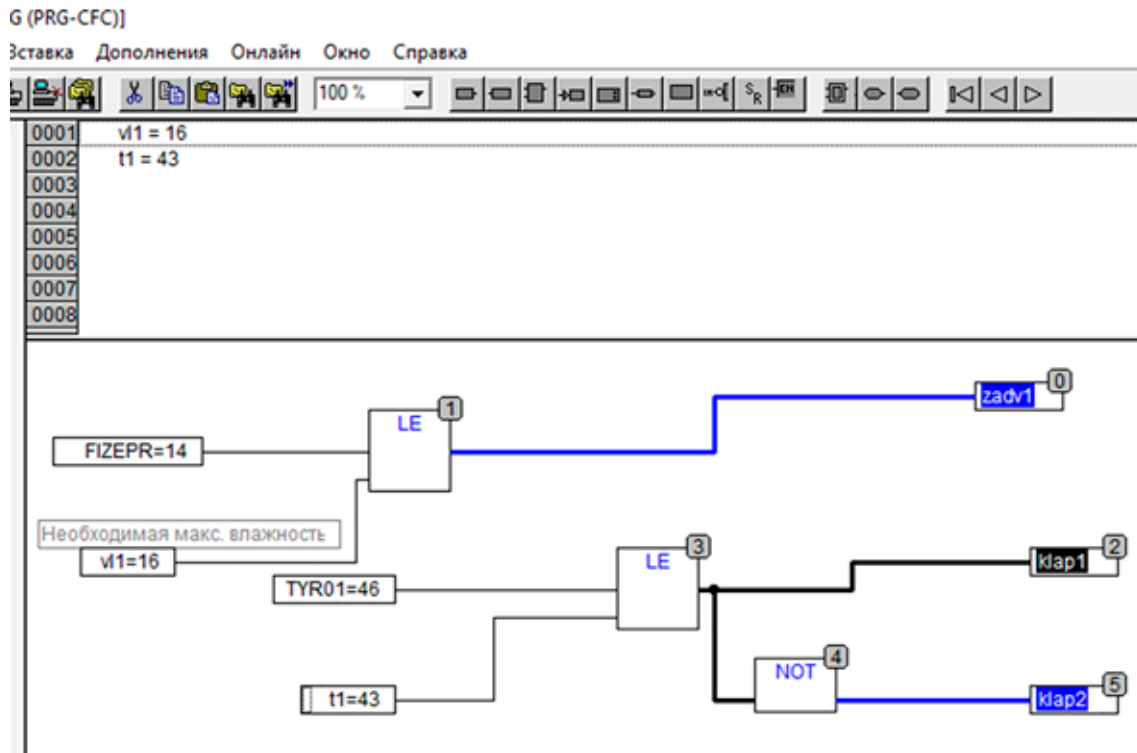 G (PRG-CFC)]
Вставка Дополнения Онлайн Окно Справка
100 %
0001 vl1 = 16
0002 t1 = 43
0003
0004
0005
0006
0007
0008
0
zadv1
1
LE
FIZEPR=14
Необходимая макс. влажность
vl1=16
2
klap1
3
LE
TYR01=46
4
NOT
5
klap2
t1=43